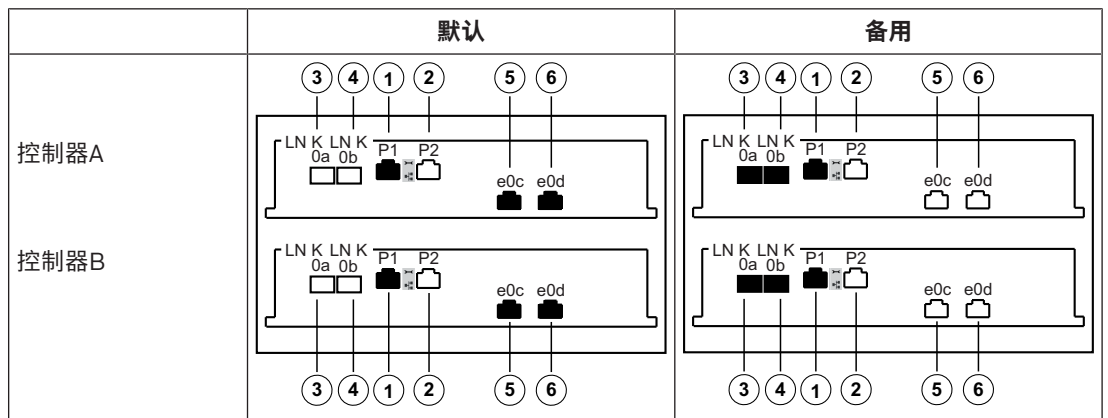 默认 备用
3 4 1 2 5 6 3 4 1 2 5 6
控制器A
LN K LN K LN K LN K
0a 0b P1 P2 0a 0b P1 P2
e0c e0d e0c e0d
控制器B
LN K LN K LN K LN K
0a 0b P1 P2 0a 0b P1 P2
e0c e0d e0c e0d
3 4 1 2 5 6 3 4 1 2 5 6